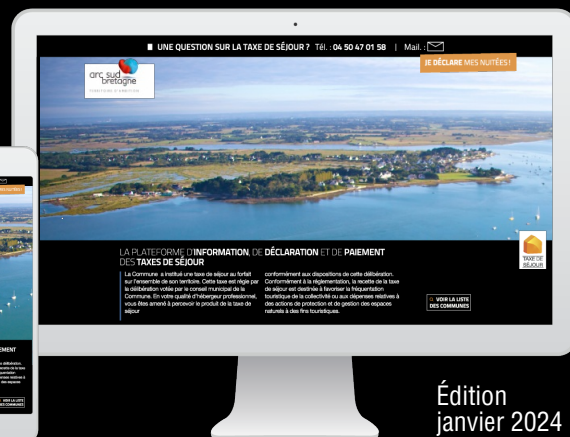 UNE QUESTION SUR LA TAXE DE SÉJOUR ? Tél. : 04 50 47 01 58 | Mail. :
JE DÉCLARE MES NUITÉES !
arc sud
bretagne
LA PLATEFORME D'INFORMATION, DE DÉCLARATION ET DE PAIEMENT
DES TAXES DE SÉJOUR
La Commune a institué une taxe de séjour au forfait
sur l'ensemble de son territoire. Cette taxe est régie par
la délibération votée par le conseil municipal de la
Commune. En votre qualité d'hébergeur professionnel,
vous êtes amené à percevoir le produit de la taxe de
séjour
conformément aux dispositions de cette délibération.
Conformément à la réglementation, la recette de la taxe
de séjour est destinée à favoriser la fréquentation
touristique de la collectivité ou aux dépenses relatives à
des actions de protection et de gestion des espaces
naturels à des fins touristiques.
TAXE DE
SÉJOUR
VOIR LA LISTE
DES COMMUNES
EMENT
VOIR LA LISTE
DES COMMUNES
Édition
janvier 2024